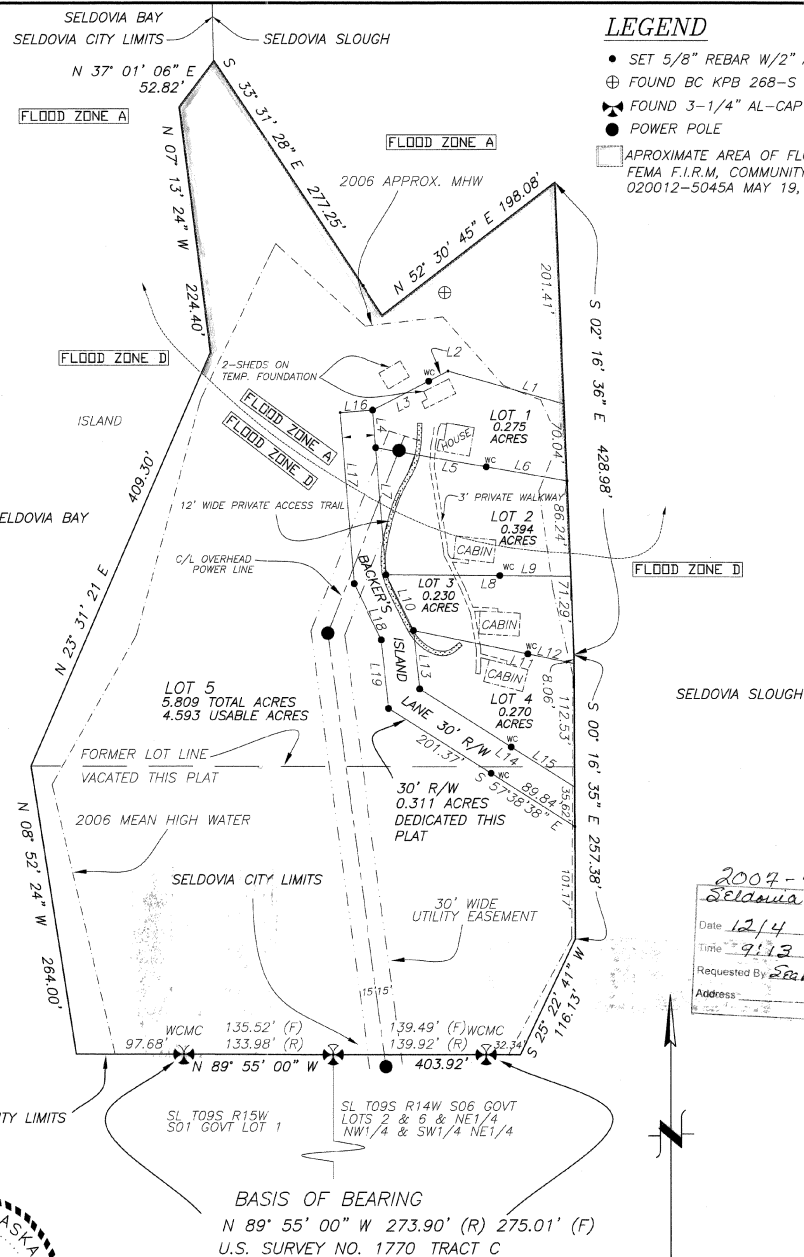 SELDOVIA BAY
SELDOVIA CITY LIMITS
SELDOVIA SLOUGH
LEGEND
SET 5/8" REBAR W/2"
FOUND BC KPB 268-S
FOUND 3-1/4" AL-CAP
POWER POLE
APROXIMATE AREA OF
FEMA F.I.R.M, COMMUNITY
020012-5045A MAY 19,
N 37° 01' 06" E
52.82'
FLOOD ZONE A
S 33° 31' 28" E 277.25'
FLOOD ZONE A
2006 APPROX. MHW
N 07° 13' 24" W 224.40'
N 52° 30' 45" E 198.08'
201.41'
S 02° 16' 36" E 428.98'
FLOOD ZONE D
2-SHEDS ON
TEMP. FOUNDATION
L2
WC
L1
L3
ISLAND
FLOOD ZONE A
FLOOD ZONE D
L16
L4
LOT 1
0.275
ACRES
HOUSE
70.04'
L17
L7
L5
WC
L6
409.30'
SELDOVIA BAY
12' WIDE PRIVATE ACCESS TRAIL
3' PRIVATE WALKWAY
86.24'
LOT 2
0.394
ACRES
CABIN
C/L OVERHEAD
POWER LINE
FLOOD ZONE D
BACKER'S
ISLAND
LANE 30' R/W
LOT 3
0.230
ACRES
L8
WC
L9
71.29'
L10
CABIN
L18
WC
L12
L11
N 23° 31' 21 E
L13
CABIN
8.06'
L19
LOT 5
5.809 TOTAL ACRES
4.593 USABLE ACRES
LOT 4
0.270
ACRES
112.53'
SELDOVIA SLOUGH
S 00° 16' 35" E 257.38'
WC
L14
L15
FORMER LOT LINE
VACATED THIS PLAT
201.37'
S 57°38'38" E
WC
89.84'
35.62'
30' R/W
0.311 ACRES
DEDICATED THIS
PLAT
2006 MEAN HIGH WATER
N 08° 52' 24" W 264.00'
SELDOVIA CITY LIMITS
30' WIDE
UTILITY EASEMENT
101.17'
2007-
Seldovia
Date 12/4
Time 9:13
Requested By
Address
15'15'
S 25° 22' 41" W
116.13'
WCMC 135.52' (F) 139.49' (F) WCMC
97.68' 133.98' (R) 139.92' (R) 32.34'
N 89° 55' 00" W 403.92'
TY LIMITS
SL T09S R15W
S01 GOVT LOT 1
SL T09S R14W S06 GOVT
LOTS 2 & 6 & NE1/4
NW1/4 & SW1/4 NE1/4
BASIS OF BEARING
N 89° 55' 00" W 273.90' (R) 275.01' (F)
U.S. SURVEY NO. 1770 TRACT C
ASKA